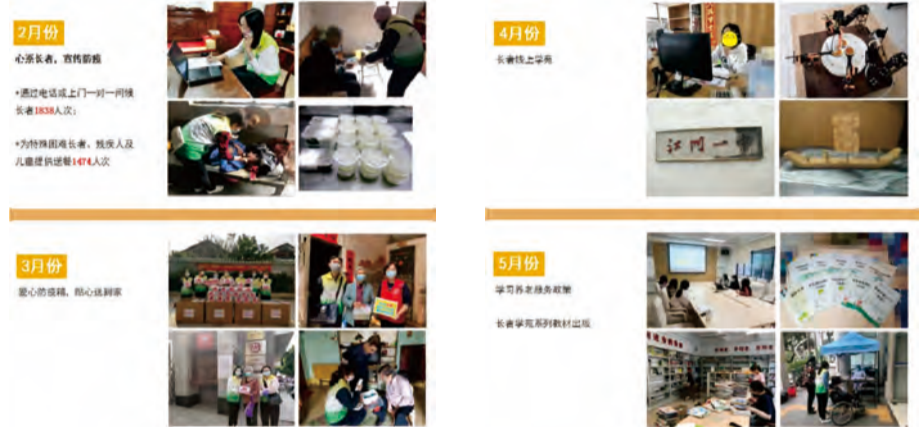 2月份
心系长者，宣传防疫
*通过电话或上门一对一问候
长者1838人次；
*为特殊困难长者、残疾人及
儿童提供送餐1474人次
3月份
爱心防疫箱，贴心送到家
4月份
长者线上学苑
5月份
学习养老服务政策
长者学苑系列教材出版